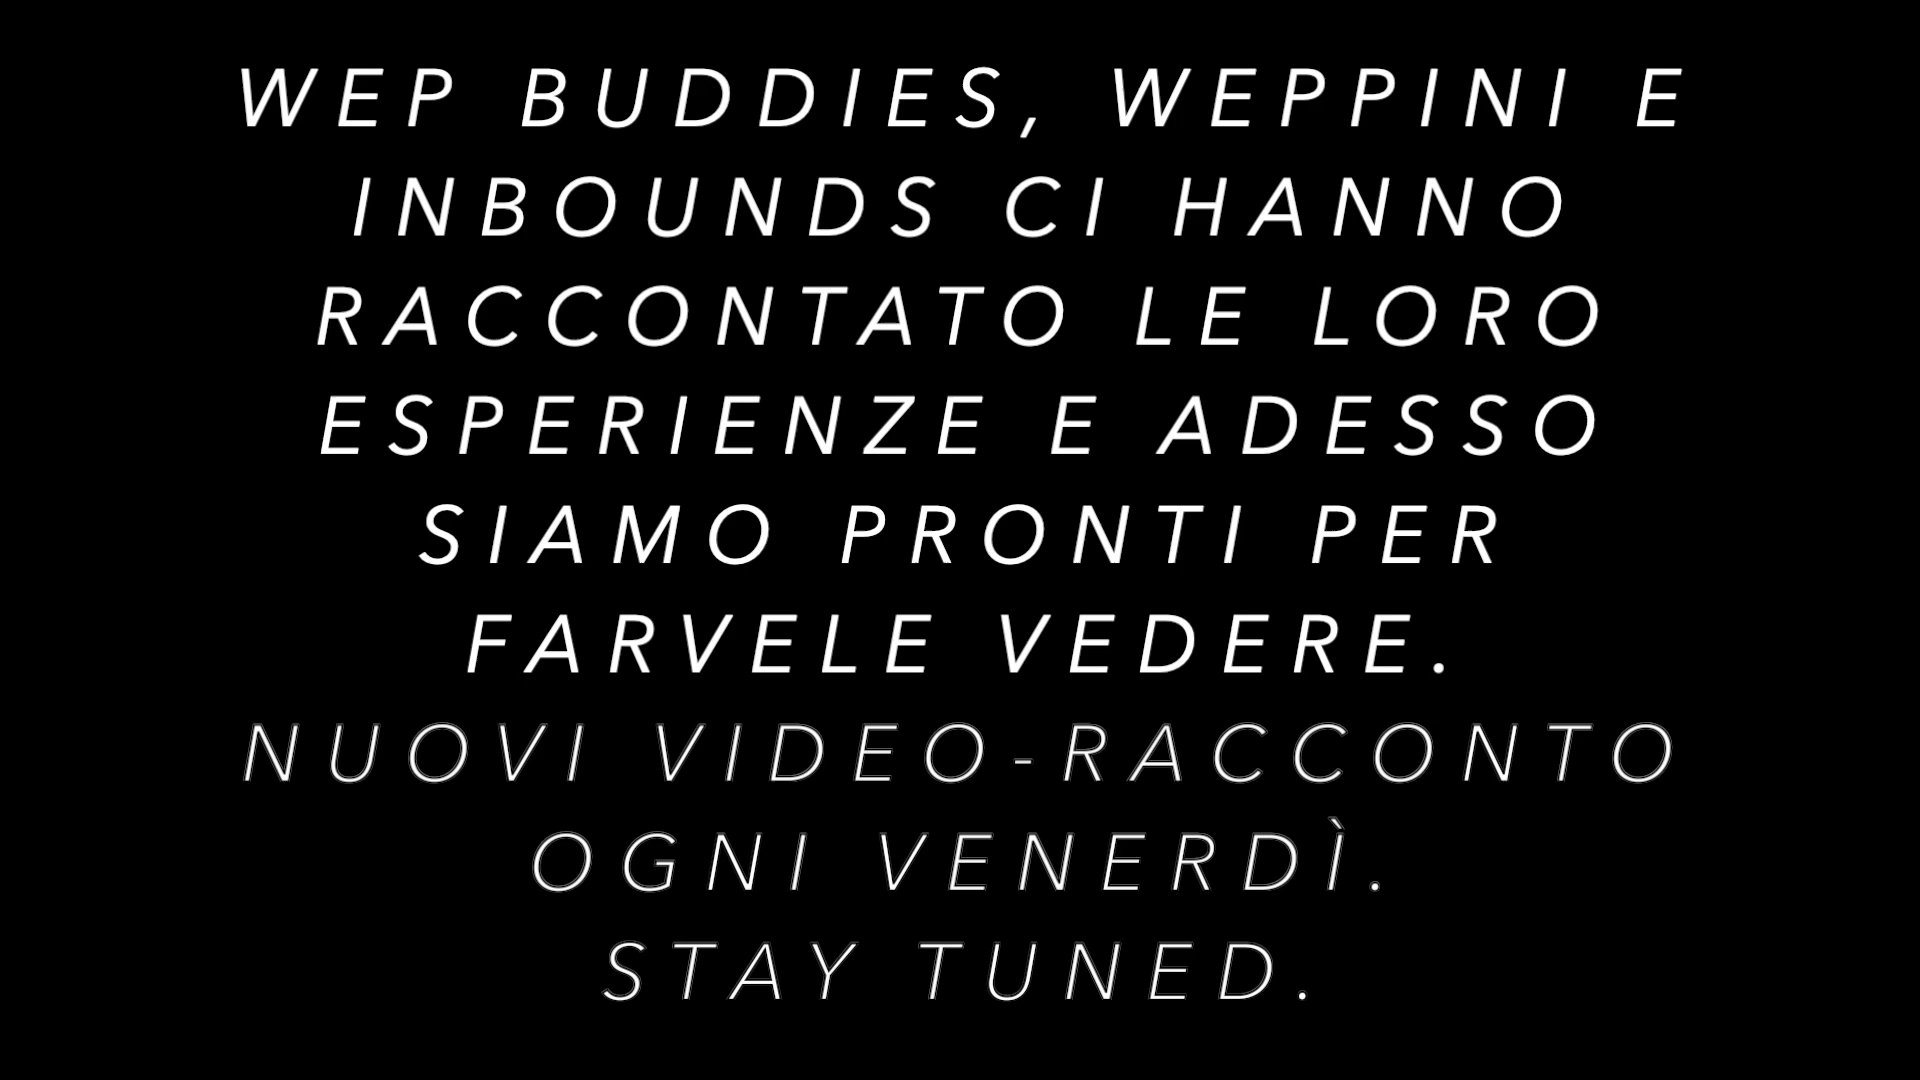 WEP BUDDIES, WEPPINI E
INBOUNDS CI HANNO
RACCONTATO LE LORO
ESPERIENZE E ADESSO
SIAMO PRONTI PER
FARVELE VEDERE.
NUOVI VIDEO-RACCONTO
OGNI VENERDÌ.
STAY TUNED.